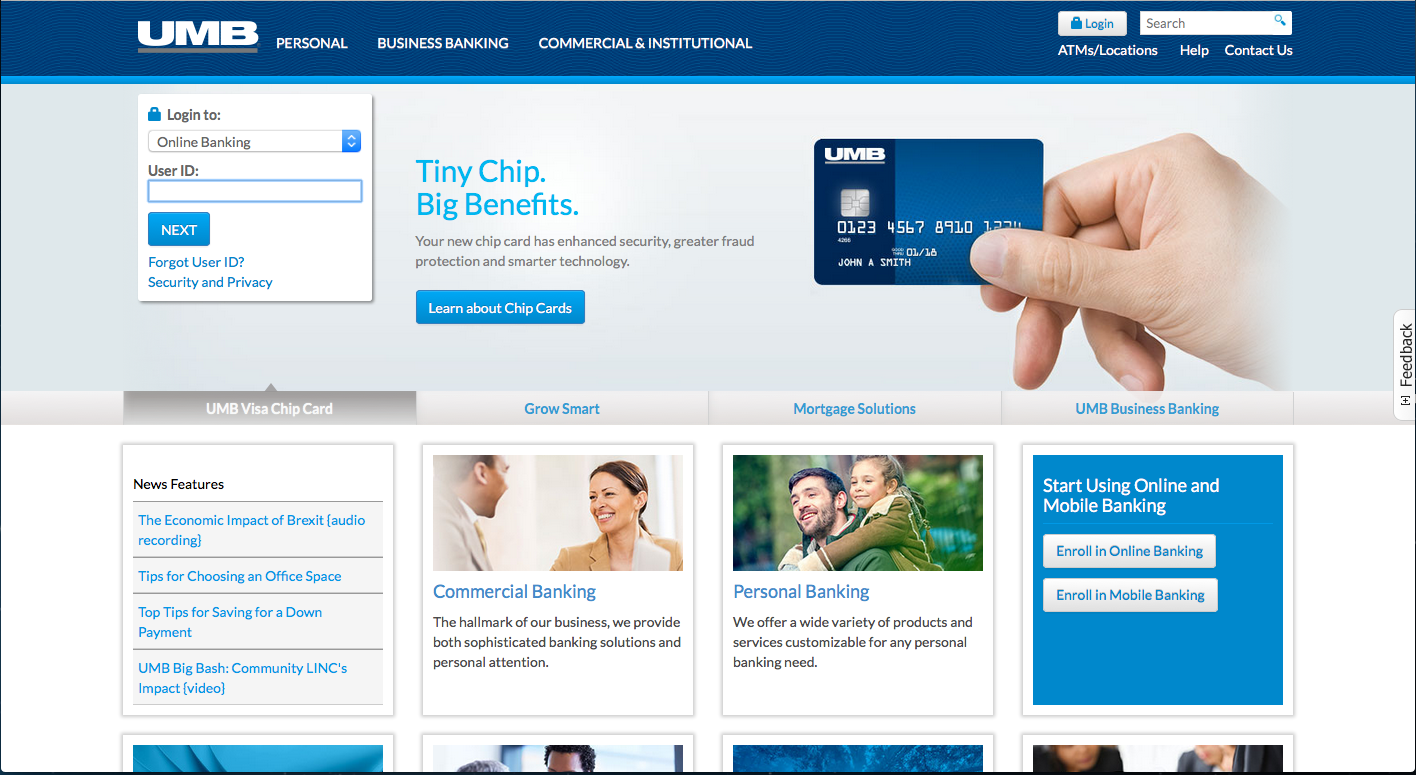 UMB
PERSONAL
BUSINESS BANKING
COMMERCIAL & INSTITUTIONAL
Login
Search
ATMs/Locations
Help
Contact Us
Login to:
Online Banking
User ID:
NEXT
Forgot User ID?
Security and Privacy
Tiny Chip.
Big Benefits.
Your new chip card has enhanced security, greater fraud
protection and smarter technology.
Learn about Chip Cards
UMB
0123 4567 8910 1234
4266
GOOD
THRU 01/18
JOHN A SMITH
[+] Feedback
UMB Visa Chip Card
Grow Smart
Mortgage Solutions
UMB Business Banking
News Features
The Economic Impact of Brexit {audio
recording}
Tips for Choosing an Office Space
Top Tips for Saving for a Down
Payment
UMB Big Bash: Community LINC's
Impact {video}
Commercial Banking
The hallmark of our business, we provide
both sophisticated banking solutions and
personal attention.
Personal Banking
We offer a wide variety of products and
services customizable for any personal
banking need.
Start Using Online and
Mobile Banking
Enroll in Online Banking
Enroll in Mobile Banking